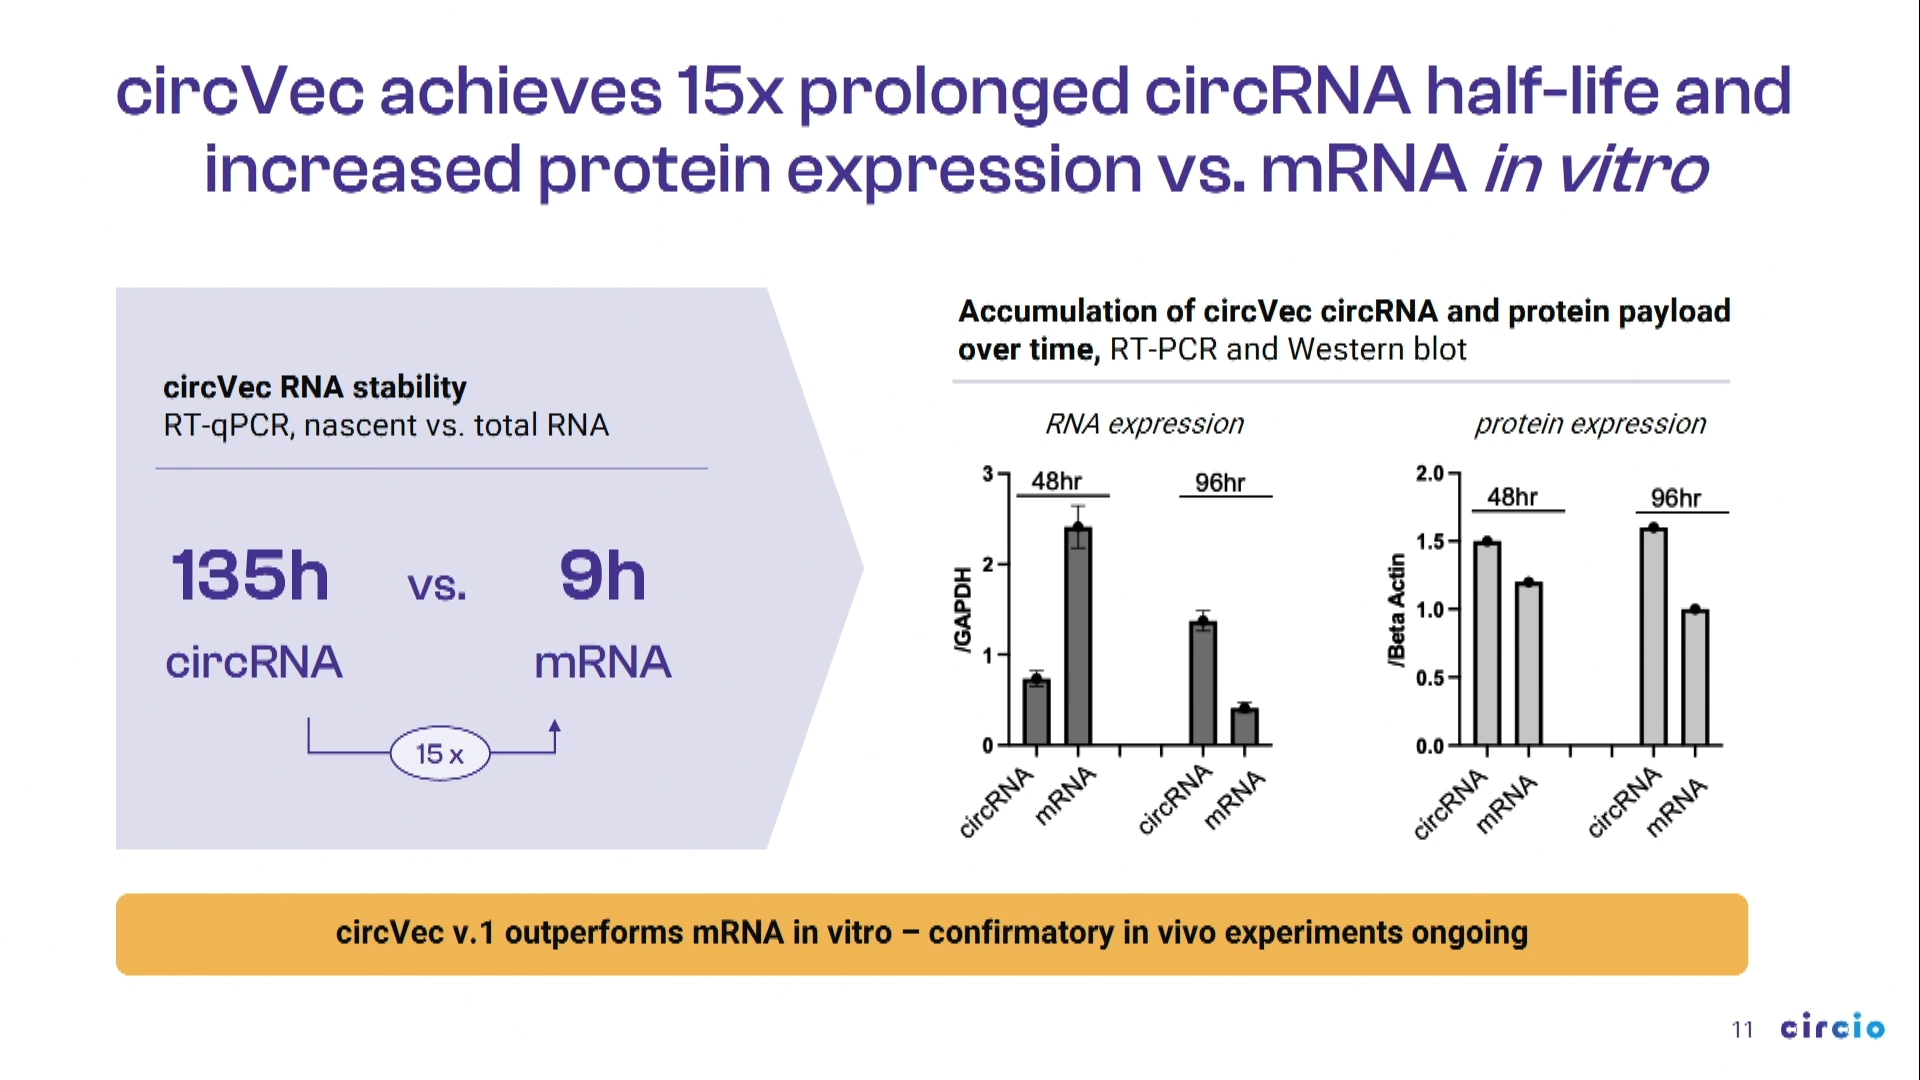 circVec achieves 15x prolonged circRNA half-life and
increased protein expression vs. mRNA in vitro
circVec RNA stability
RT-qPCR, nascent vs. total RNA
135h vs. 9h
circRNA mRNA
15 x
Accumulation of circVec circRNA and protein payload
over time, RT-PCR and Western blot
RNA expression
/GAPDH
3
2
1
0
48hr 96hr
circRNA mRNA circRNA mRNA
protein expression
/Beta Actin
2.0
1.5
1.0
0.5
0.0
48hr 96hr
circRNA mRNA circRNA mRNA
circVec v.1 outperforms mRNA in vitro – confirmatory in vivo experiments ongoing
11 circio